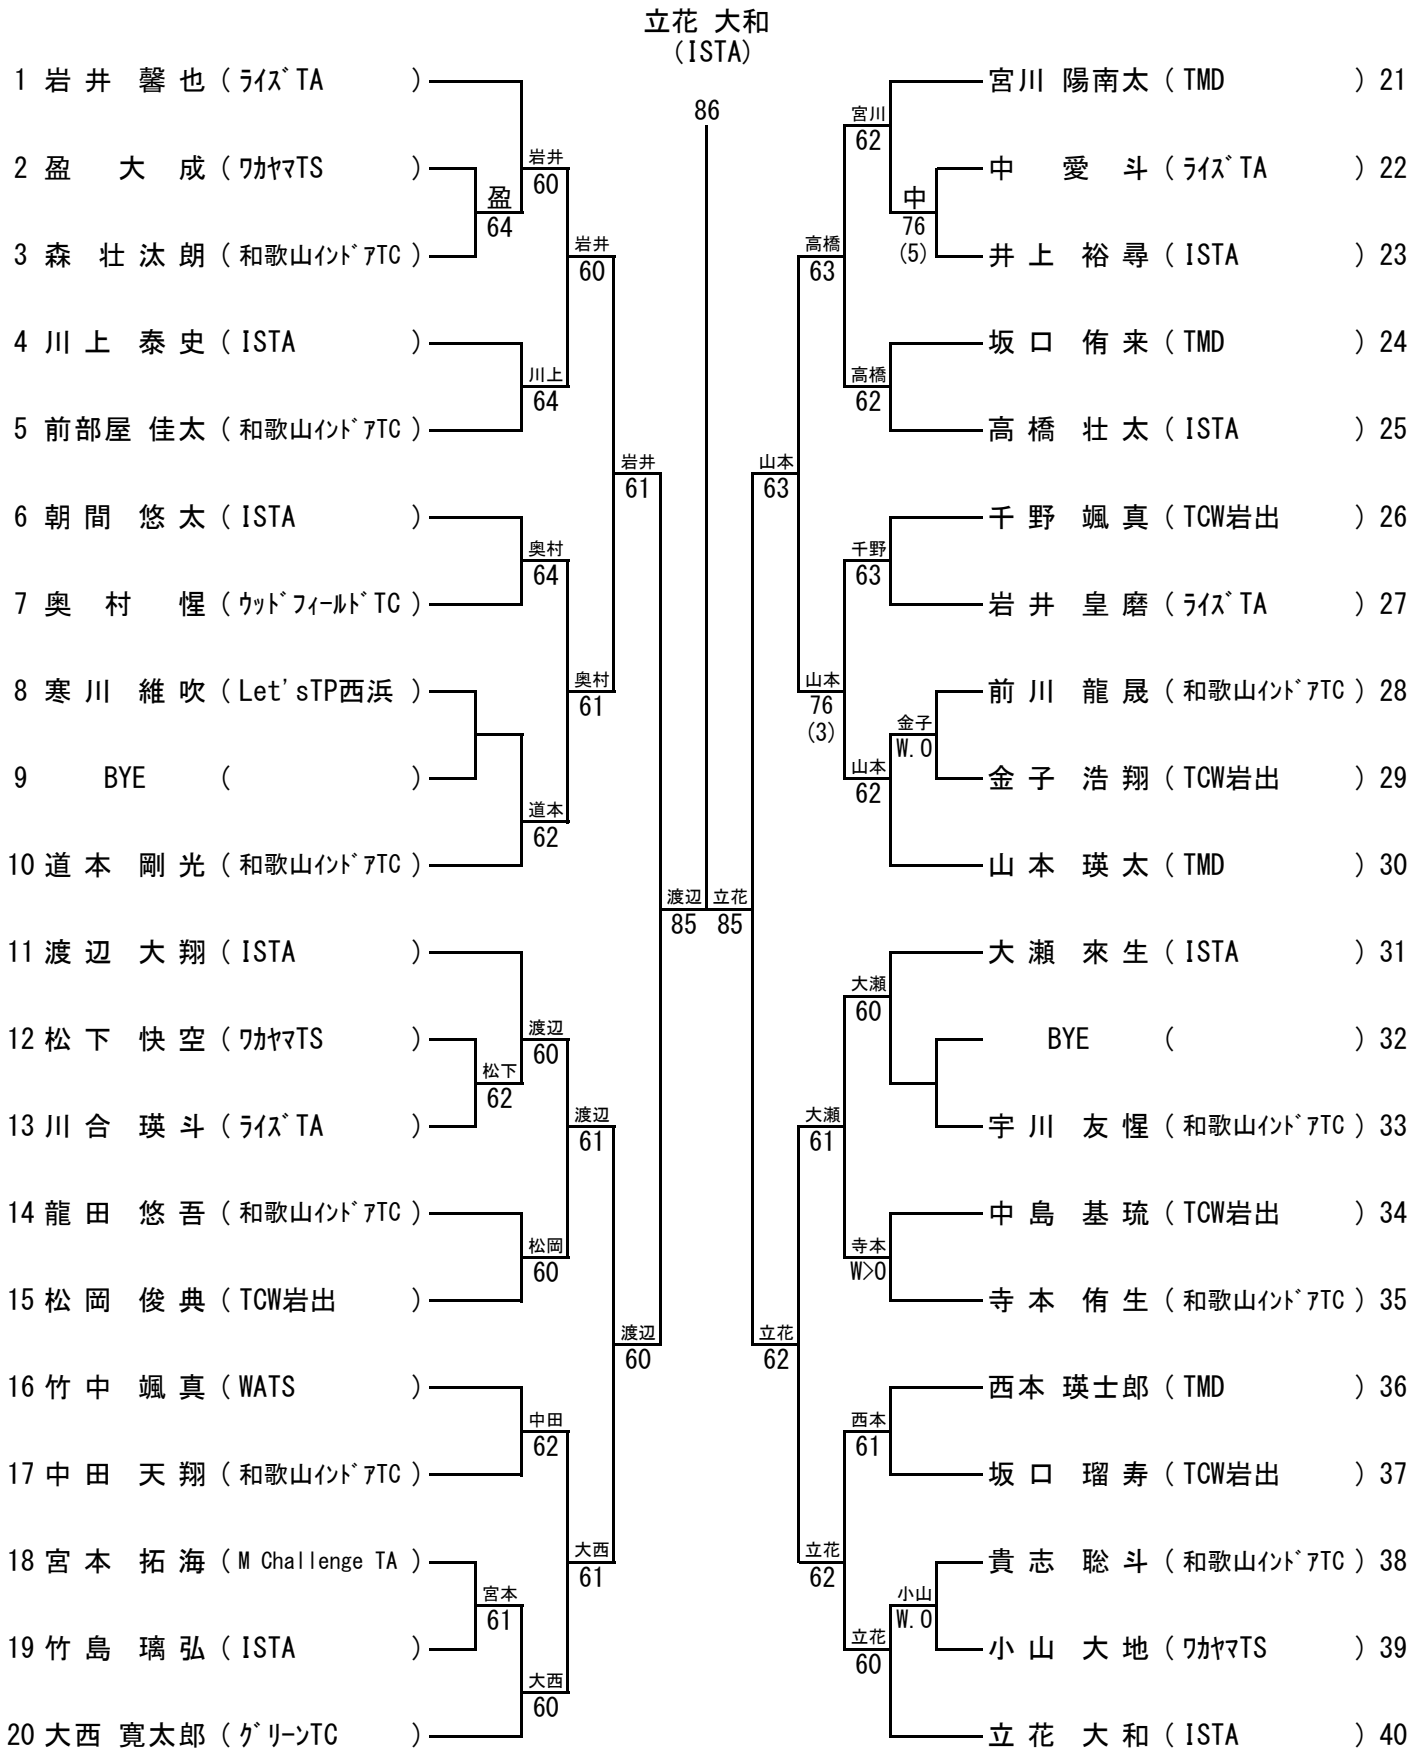 立花 大和
(ISTA)
86
1 岩井 馨也 (ﾗｲｽﾞTA)
2 盈 大成 (ﾜｶﾔﾏTS)
3 森 壮汰朗 (和歌山ｲﾝﾄﾞｱTC)
4 川上 泰史 (ISTA)
5 前部屋 佳太 (和歌山ｲﾝﾄﾞｱTC)
6 朝間 悠太 (ISTA)
7 奥村 惺 (ｳｯﾄﾞﾌｨｰﾙﾄﾞTC)
8 寒川 維吹 (Let'sTP西浜)
9 BYE ( )
10 道本 剛光 (和歌山ｲﾝﾄﾞｱTC)
11 渡辺 大翔 (ISTA)
12 松下 快空 (ﾜｶﾔﾏTS)
13 川合 瑛斗 (ﾗｲｽﾞTA)
14 龍田 悠吾 (和歌山ｲﾝﾄﾞｱTC)
15 松岡 俊典 (TCW岩出)
16 竹中 颯真 (WATS)
17 中田 天翔 (和歌山ｲﾝﾄﾞｱTC)
18 宮本 拓海 (M Challenge TA)
19 竹島 璃弘 (ISTA)
20 大西 寛太郎 (ｸﾞﾘｰﾝTC)
盈
64
松下
62
宮本
61
岩井
60
川上
64
奥村
64
道本
62
渡辺
60
松岡
60
中田
62
大西
60
岩井
60
奥村
61
渡辺
61
大西
61
岩井
61
渡辺
60
渡辺
85
立花
85
山本
63
立花
62
高橋
63
山本
76
(3)
大瀬
61
立花
62
宮川
62
高橋
62
千野
63
山本
62
大瀬
60
寺本
W>0
西本
61
立花
60
中
76
(5)
金子
W.0
小山
W.0
宮川 陽南太 (TMD) 21
中 愛斗 (ﾗｲｽﾞTA) 22
井上 裕尋 (ISTA) 23
坂口 侑来 (TMD) 24
高橋 壮太 (ISTA) 25
千野 颯真 (TCW岩出) 26
岩井 皇磨 (ﾗｲｽﾞTA) 27
前川 龍晟 (和歌山ｲﾝﾄﾞｱTC) 28
金子 浩翔 (TCW岩出) 29
山本 瑛太 (TMD) 30
大瀬 來生 (ISTA) 31
BYE ( ) 32
宇川 友惺 (和歌山ｲﾝﾄﾞｱTC) 33
中島 基琉 (TCW岩出) 34
寺本 侑生 (和歌山ｲﾝﾄﾞｱTC) 35
西本 瑛士郎 (TMD) 36
坂口 瑠寿 (TCW岩出) 37
貴志 聡斗 (和歌山ｲﾝﾄﾞｱTC) 38
小山 大地 (ﾜｶﾔﾏTS) 39
立花 大和 (ISTA) 40